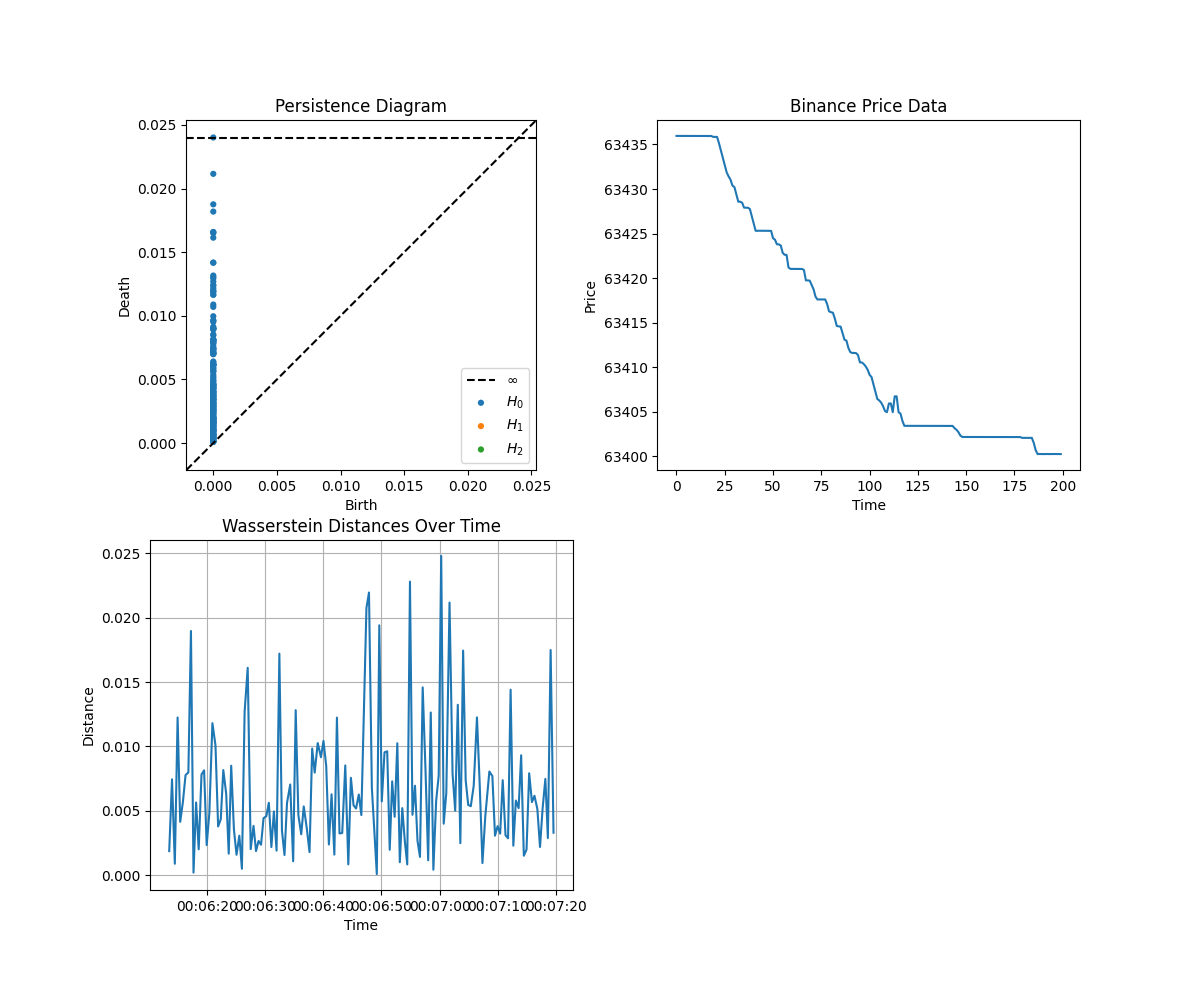 Persistence Diagram
0.025
0.020
0.015
0.010
0.005
0.000
Death
∞
H₀
H₁
H₂
0.000 0.005 0.010 0.015 0.020 0.025
Birth
Binance Price Data
63435
63430
63425
63420
63415
63410
63405
63400
Price
0 25 50 75 100 125 150 175 200
Time
Wasserstein Distances Over Time
0.025
0.020
0.015
0.010
0.005
0.000
Distance
00:06:20 00:06:30 00:06:40 00:06:50 00:07:00 00:07:10 00:07:20
Time